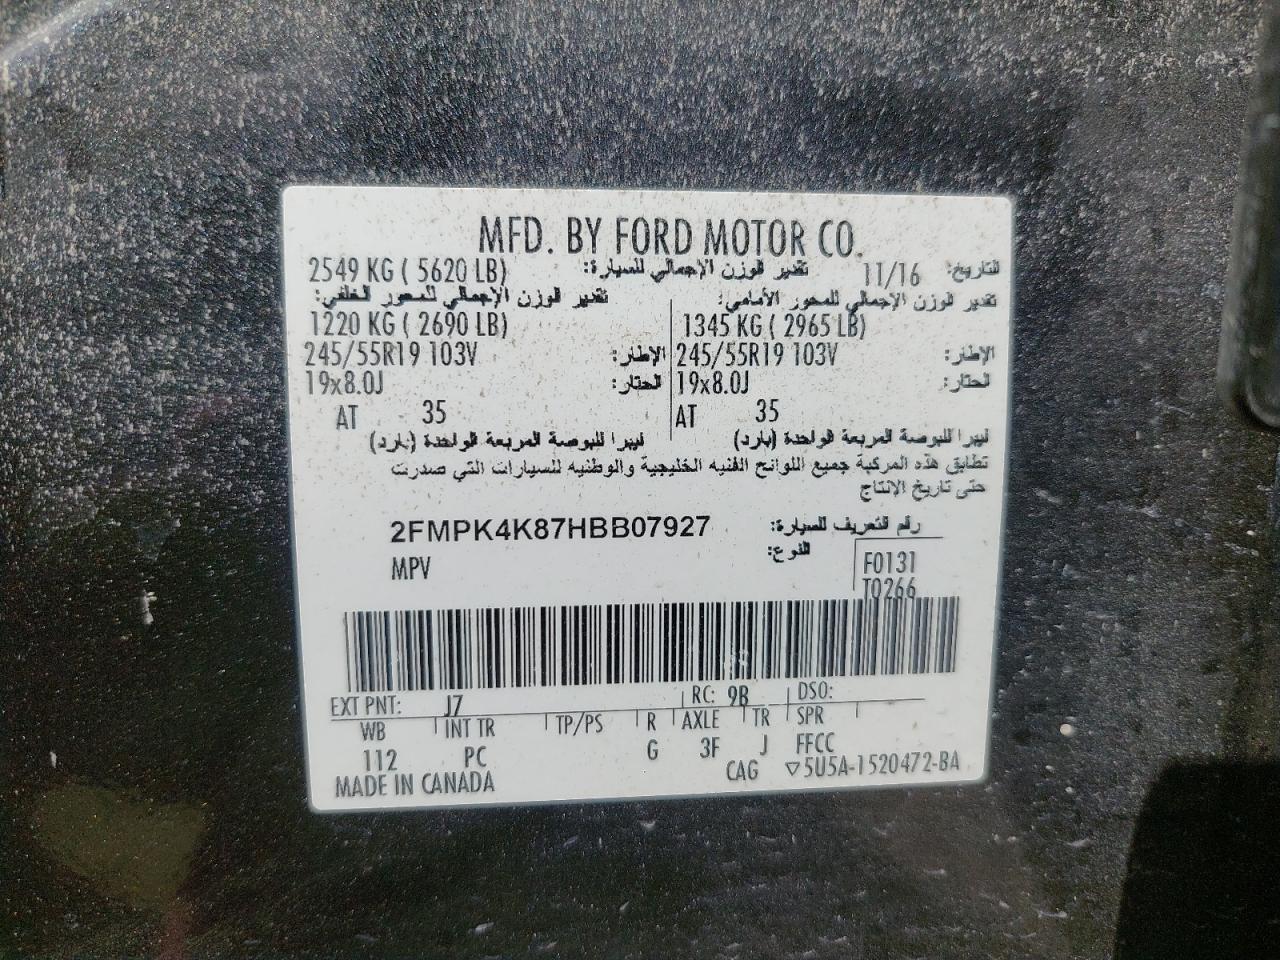 MFD. BY FORD MOTOR CO.
التاريخ: 11/16 تقدير الوزن الإجمالي للسيارة: 2549 KG ( 5620 LB)
تقدير الوزن الإجمالي للمحور الأمامي: تقدير الوزن الإجمالي للمحور الخلفي:
1220 KG ( 2690 LB) 1345 KG ( 2965 LB)
245/55R19 103V الإطار: 245/55R19 103V الإطار:
19x8.0J الحتار: 19x8.0J الحتار:
AT 35 AT 35
ليبرا للبوصة المربعة الواحدة (بارد) ليبرا للبوصة المربعة الواحدة (بارد)
تطابق هذه المركبة جميع اللوائح الفنيه الخليجية والوطنيه للسيارات التي صدرت
حتى تاريخ الإنتاج
2FMPK4K87HBB07927 رقم التعريف للسيارة:
MPV النوع:
F0131
T0266
EXT PNT: J7 RC: 9B DSO:
WB INT TR TP/PS R AXLE TR SPR
112 PC G 3F J FFCC
MADE IN CANADA CAG ▽5U5A-1520472-BA